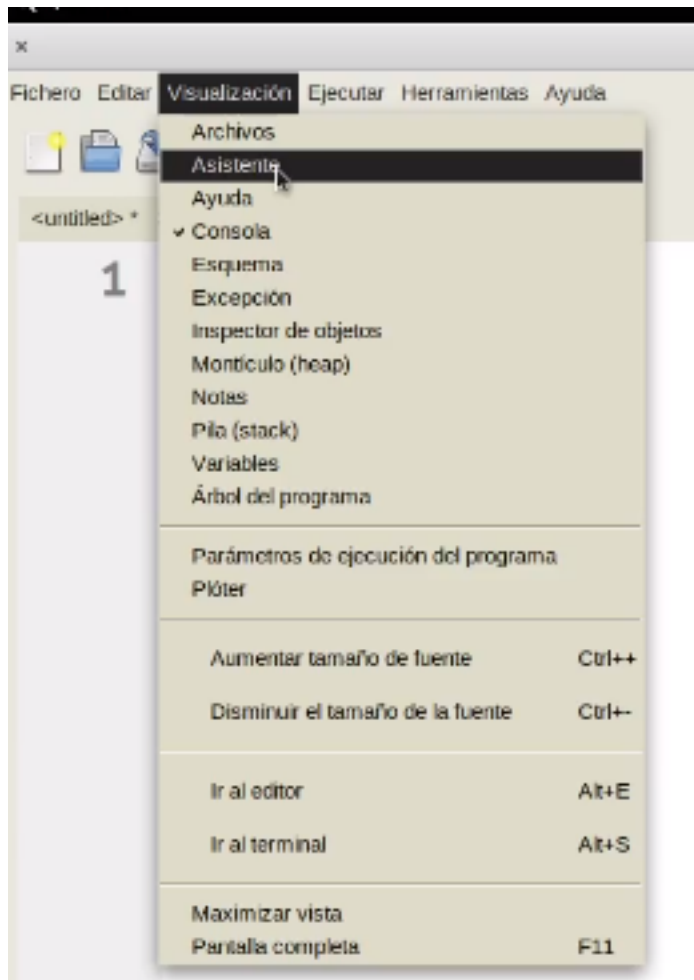 Fichero Editar Visualización Ejecutar Herramientas Ayuda
Archivos
Asistente
Ayuda
<untitled> *
Consola
Esquema
1
Excepción
Inspector de objetos
Montículo (heap)
Notas
Pila (stack)
Variables
Árbol del programa
Parámetros de ejecución del programa
Plóter
Aumentar tamaño de fuente Ctrl++
Disminuir el tamaño de la fuente Ctrl+-
Ir al editor Alt+E
Ir al terminal Alt+S
Maximizar vista
Pantalla completa F11